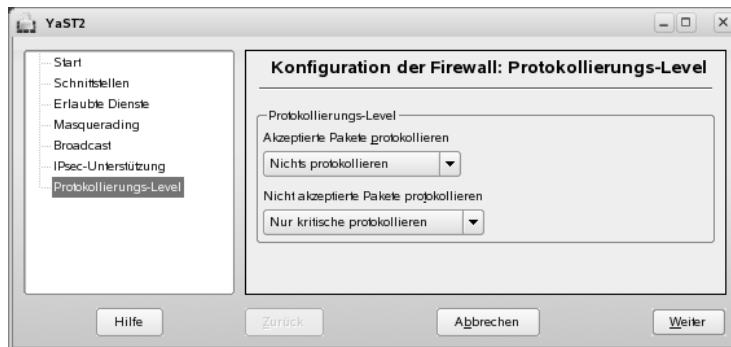 YaST2
Start
Schnittstellen
Erlaubte Dienste
Masquerading
Broadcast
IPsec-Unterstützung
Protokollierungs-Level
Konfiguration der Firewall: Protokollierungs-Level
Protokollierungs-Level
Akzeptierte Pakete protokollieren
Nichts protokollieren
Nicht akzeptierte Pakete protokollieren
Nur kritische protokollieren
Hilfe
Zurück
Abbrechen
Weiter